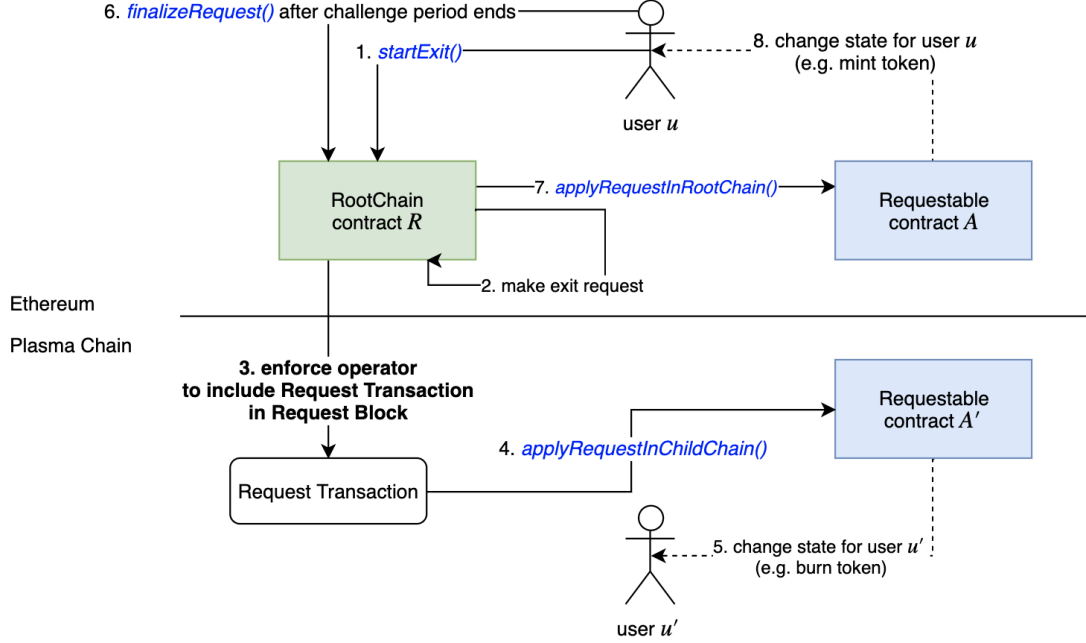 6. finalizeRequest() after challenge period ends
1. startExit()
8. change state for user u
(e.g. mint token)
user u
RootChain
contract R
7. applyRequestInRootChain()
Requestable
contract A
2. make exit request
Ethereum
Plasma Chain
3. enforce operator
to include Request Transaction
in Request Block
Requestable
contract A′
4. applyRequestInChildChain()
Request Transaction
5. change state for user u′
(e.g. burn token)
user u′